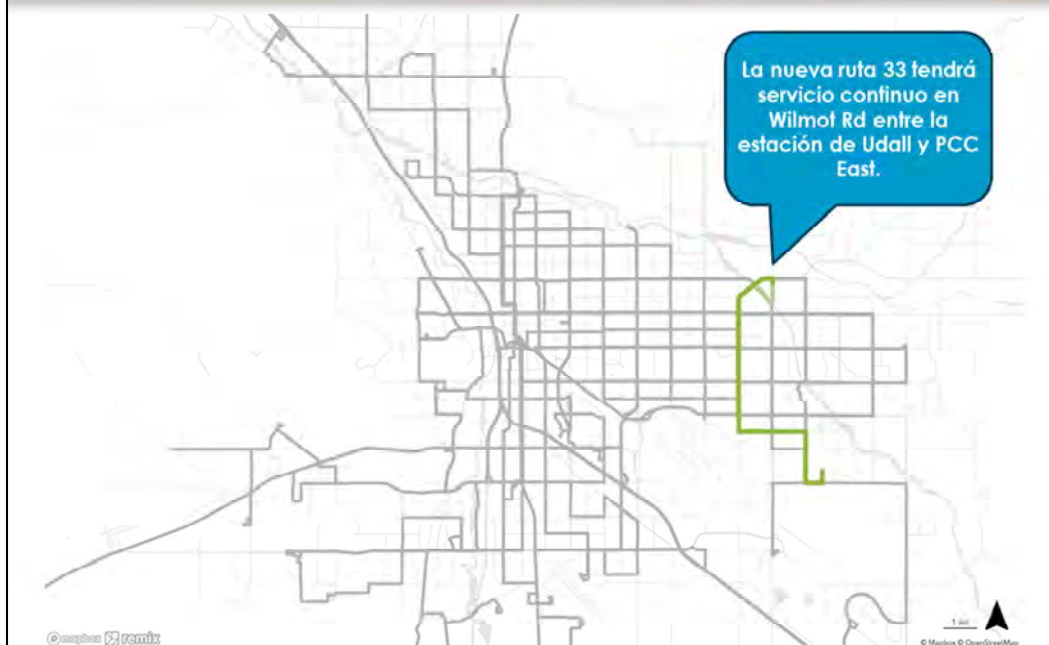 La nueva ruta 33 tendrá
servicio continuo en
Wilmot Rd entre la
estación de Udall y PCC
East.
1 mi
mapbox remix
© Mapbox © OpenStreetMap